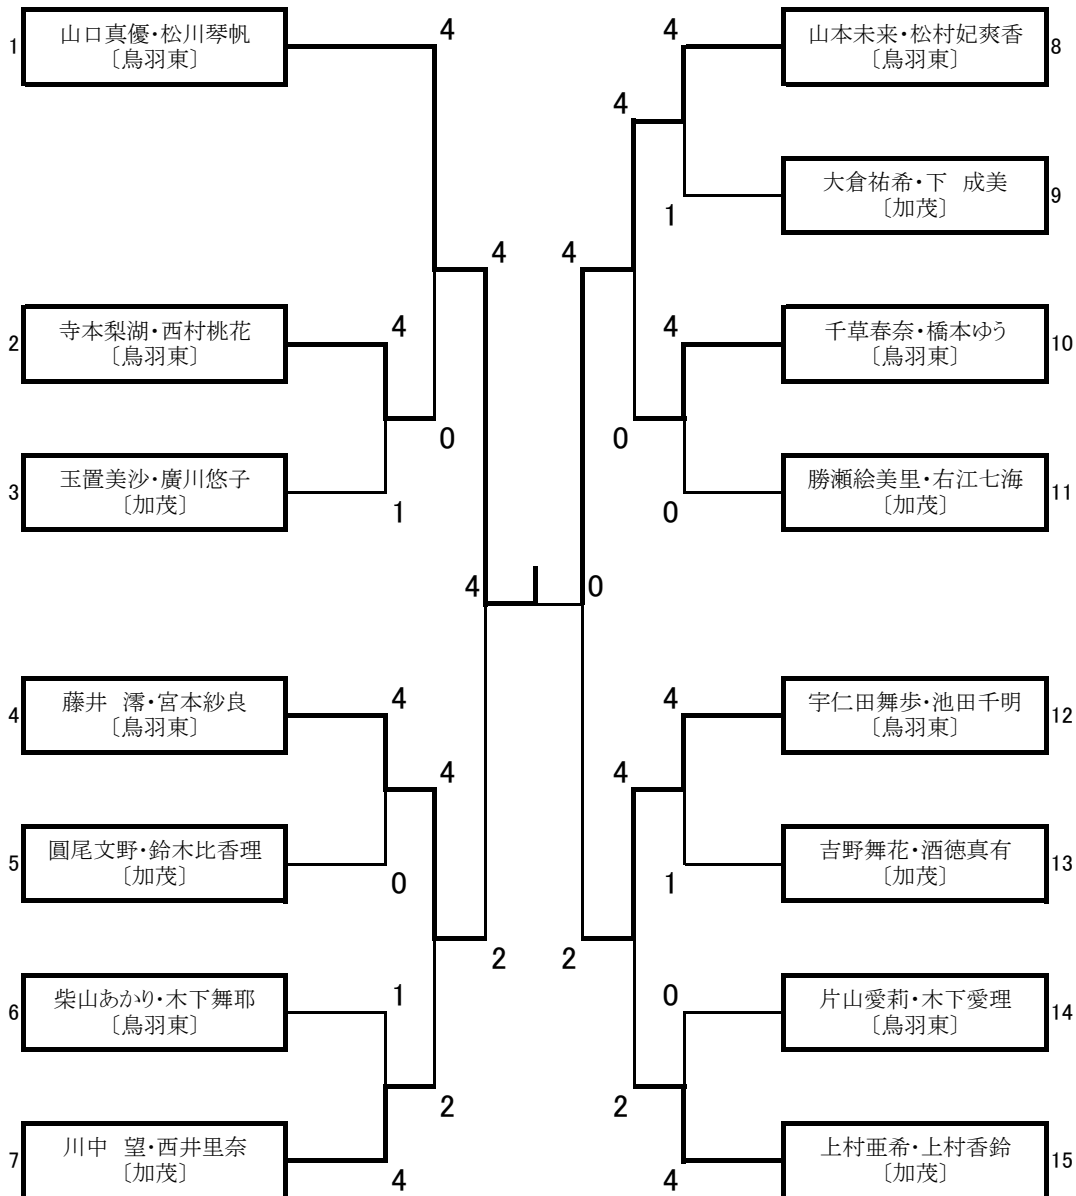 1
山口真優・松川琴帆
〔鳥羽東〕
4
2
寺本梨湖・西村桃花
〔鳥羽東〕
4
4
0
3
玉置美沙・廣川悠子
〔加茂〕
1
4
4
藤井　澪・宮本紗良
〔鳥羽東〕
4
4
5
圓尾文野・鈴木比香理
〔加茂〕
0
2
6
柴山あかり・木下舞耶
〔鳥羽東〕
1
2
7
川中　望・西井里奈
〔加茂〕
4
4
山本未来・松村妃爽香
〔鳥羽東〕
8
4
大倉祐希・下　成美
〔加茂〕
9
1
4
4
千草春奈・橋本ゆう
〔鳥羽東〕
10
0
勝瀬絵美里・右江七海
〔加茂〕
11
0
0
4
宇仁田舞歩・池田千明
〔鳥羽東〕
12
4
吉野舞花・酒徳真有
〔加茂〕
13
1
2
0
片山愛莉・木下愛理
〔鳥羽東〕
14
2
上村亜希・上村香鈴
〔加茂〕
15
4